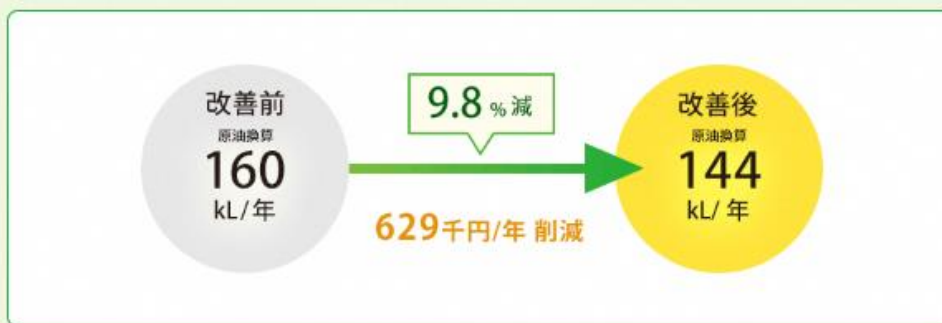 改善前
原油換算
160
kL/年
9.8 % 減
629千円/年 削減
改善後
原油換算
144
kL/ 年